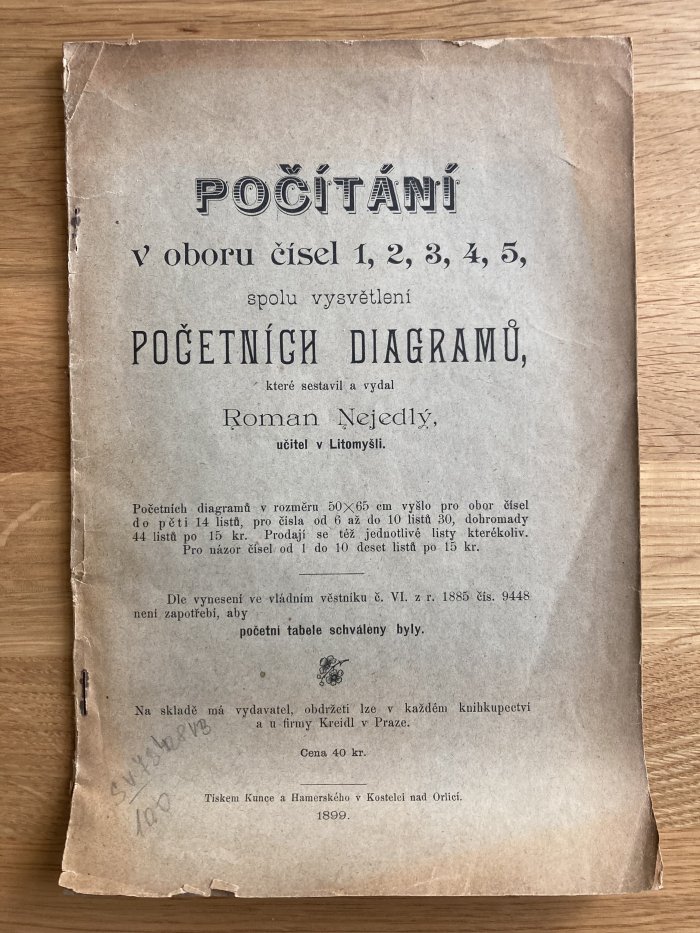 POČÍTÁNÍ
v oboru čísel 1, 2, 3, 4, 5,
spolu vysvětlení
POČETNÍCH DIAGRAMŮ,
které sestavil a vydal
Roman Nejedlý,
učitel v Litomyšli.
Početních diagramů v rozměru 50×65 cm vyšlo pro obor čísel
do pěti 14 listů, pro čísla od 6 až do 10 listů 30, dohromady
44 listů po 15 kr. Prodají se též jednotlivé listy kterékoliv.
Pro názor čísel od 1 do 10 deset listů po 15 kr.
Dle vynesení ve vládním věstníku č. VI. z r. 1885 čís. 9448
není zapotřebí, aby
početní tabele schváleny byly.
Na skladě má vydavatel, obdržeti lze v každém knihkupectví
a u firmy Kreidl v Praze.
Cena 40 kr.
Tiskem Kunce a Hamerského v Kostelci nad Orlicí.
1899.
100